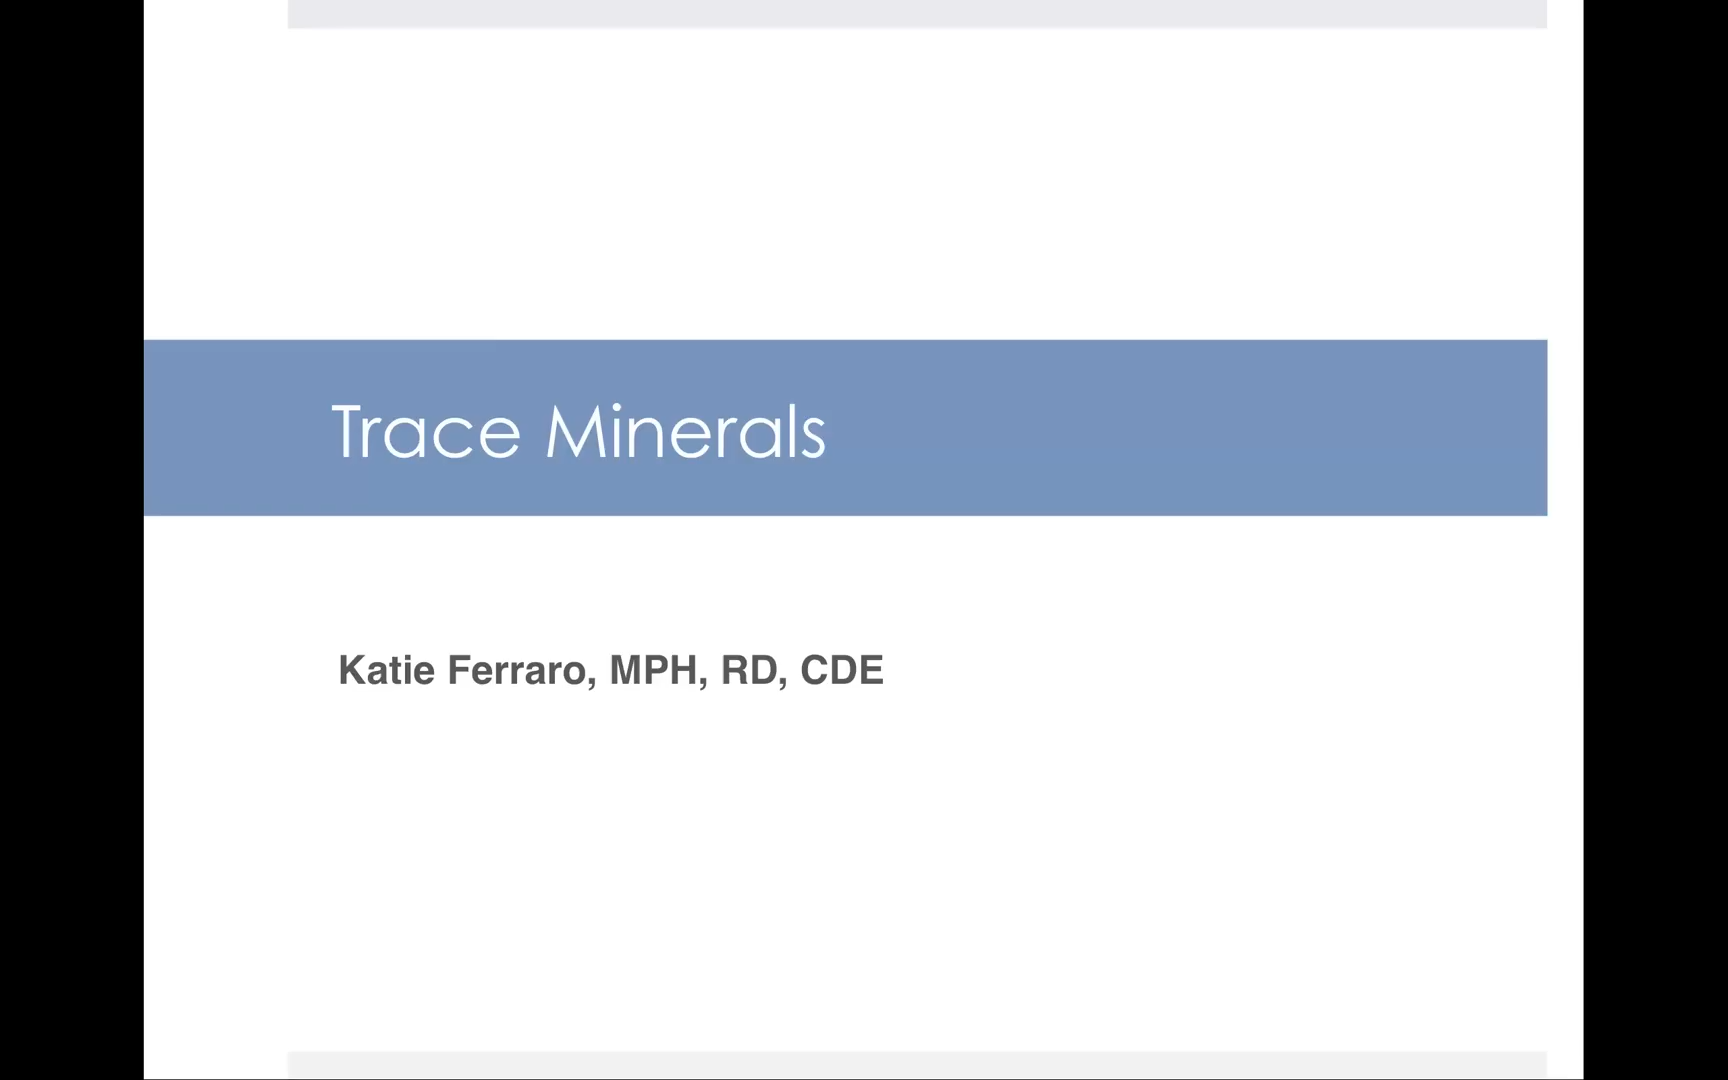 Trace Minerals
Katie Ferraro, MPH, RD, CDE